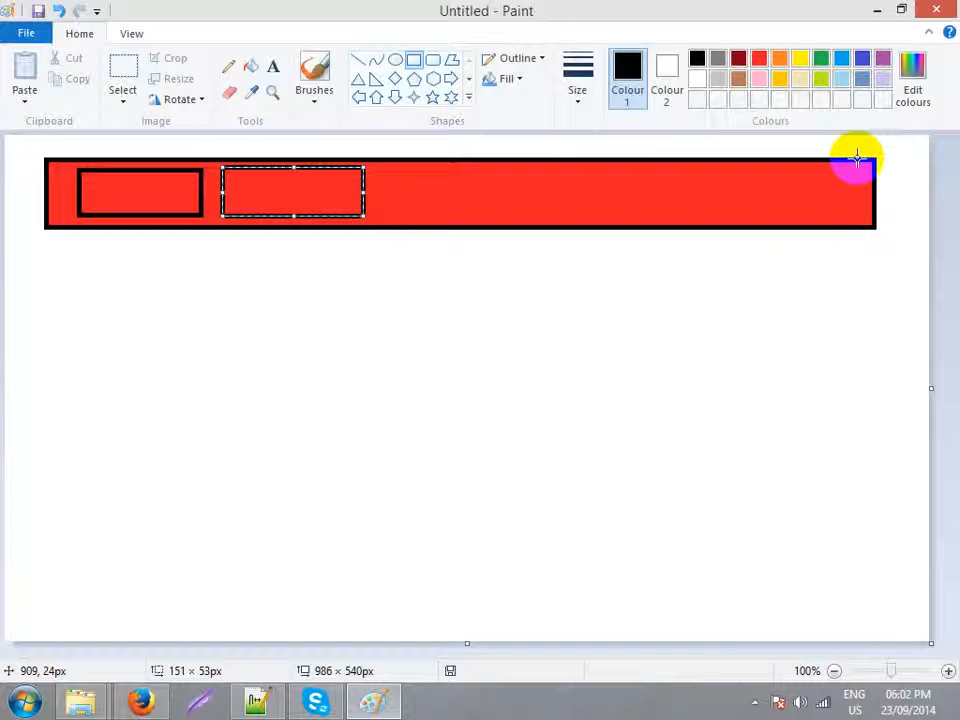 Untitled - Paint
File
Home
View
Paste
Cut
Copy
Clipboard
Select
Crop
Resize
Rotate
Image
A
Tools
Brushes
Outline
Fill
Shapes
Size
Colour 1
Colour 2
Edit colours
Colours
909, 24px
151 × 53px
986 × 540px
100%
ENG
US
06:02 PM
23/09/2014